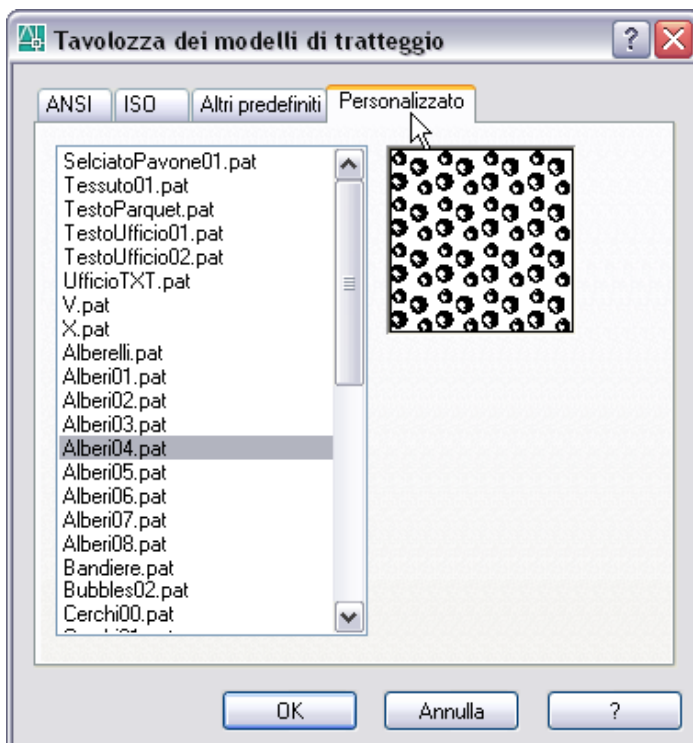 Tavolozza dei modelli di tratteggio
?
ANSI ISO Altri predefiniti Personalizzato
SelciatoPavone01.pat
Tessuto01.pat
TestoParquet.pat
TestoUfficio01.pat
TestoUfficio02.pat
UfficioTXT.pat
V.pat
X.pat
Alberelli.pat
Alberi01.pat
Alberi02.pat
Alberi03.pat
Alberi04.pat
Alberi05.pat
Alberi06.pat
Alberi07.pat
Alberi08.pat
Bandiere.pat
Bubbles02.pat
Cerchi00.pat
OK Annulla ?